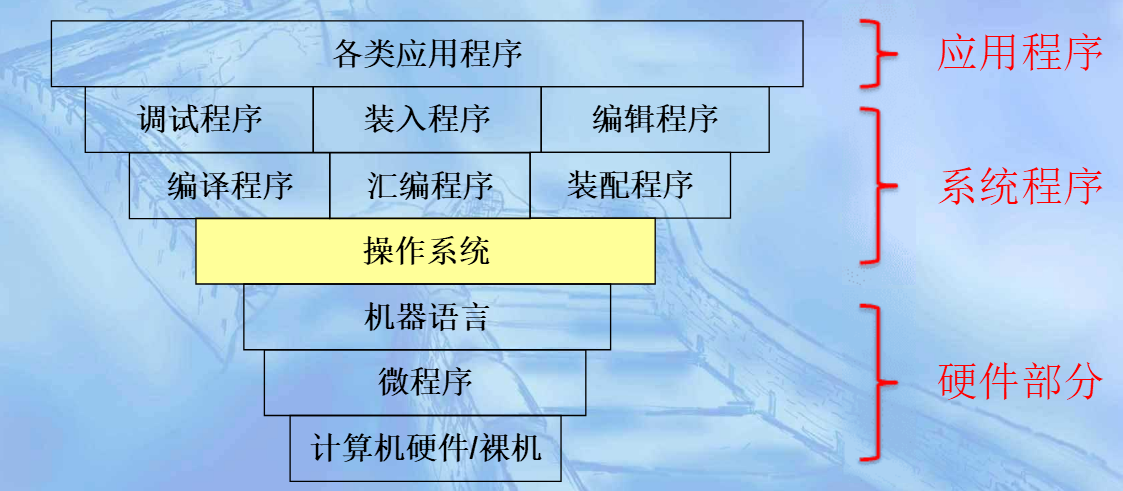 各类应用程序
应用程序
调试程序 装入程序 编辑程序
编译程序 汇编程序 装配程序
系统程序
操作系统
机器语言
微程序
硬件部分
计算机硬件/裸机